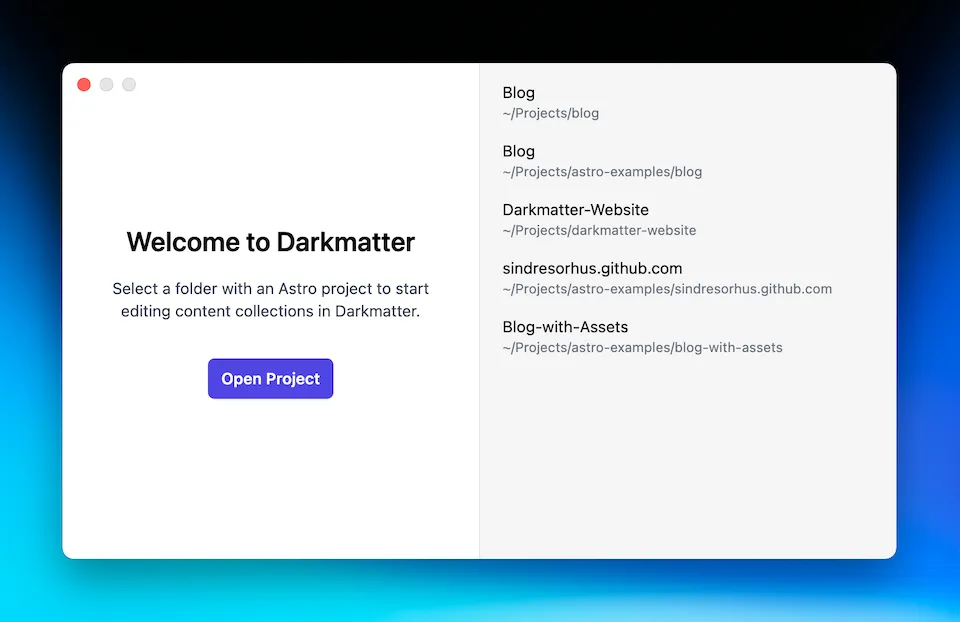 Welcome to Darkmatter
Select a folder with an Astro project to start
editing content collections in Darkmatter.
Open Project
Blog
~/Projects/blog
Blog
~/Projects/astro-examples/blog
Darkmatter-Website
~/Projects/darkmatter-website
sindresorhus.github.com
~/Projects/astro-examples/sindresorhus.github.com
Blog-with-Assets
~/Projects/astro-examples/blog-with-assets